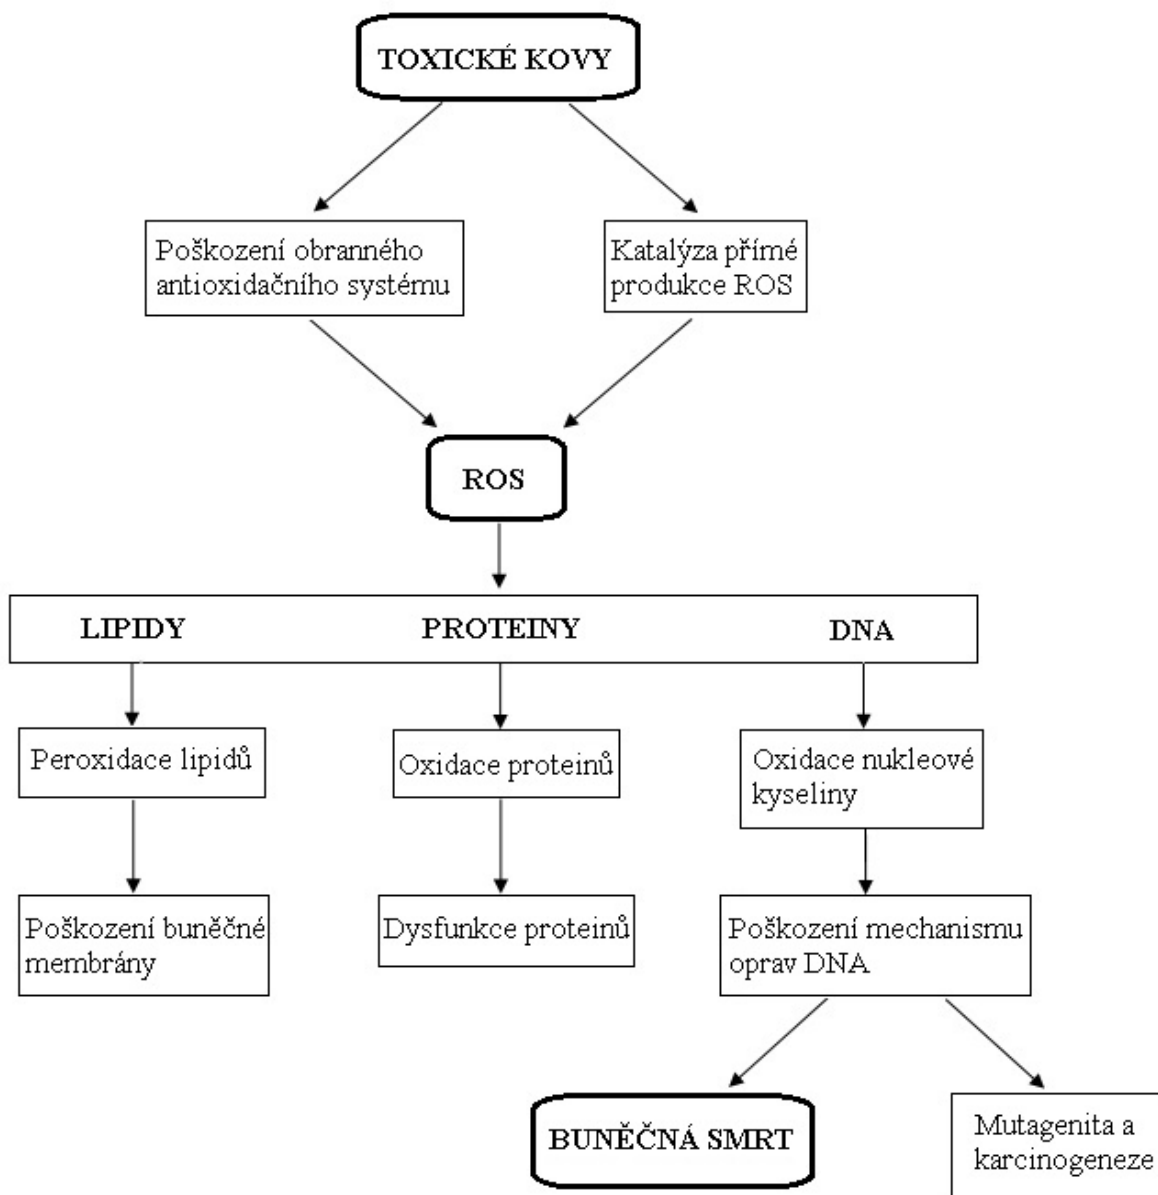 TOXICKÉ KOVY
Poškození obranného
antioxidačního systému
Katalýza přímé
produkce ROS
ROS
LIPIDY
PROTEINY
DNA
Peroxidace lipidů
Oxidace proteinů
Oxidace nukleové
kyseliny
Poškození buněčné
membrány
Dysfunkce proteinů
Poškození mechanismu
oprav DNA
BUNĚČNÁ SMRT
Mutagenita a
karcinogeneze